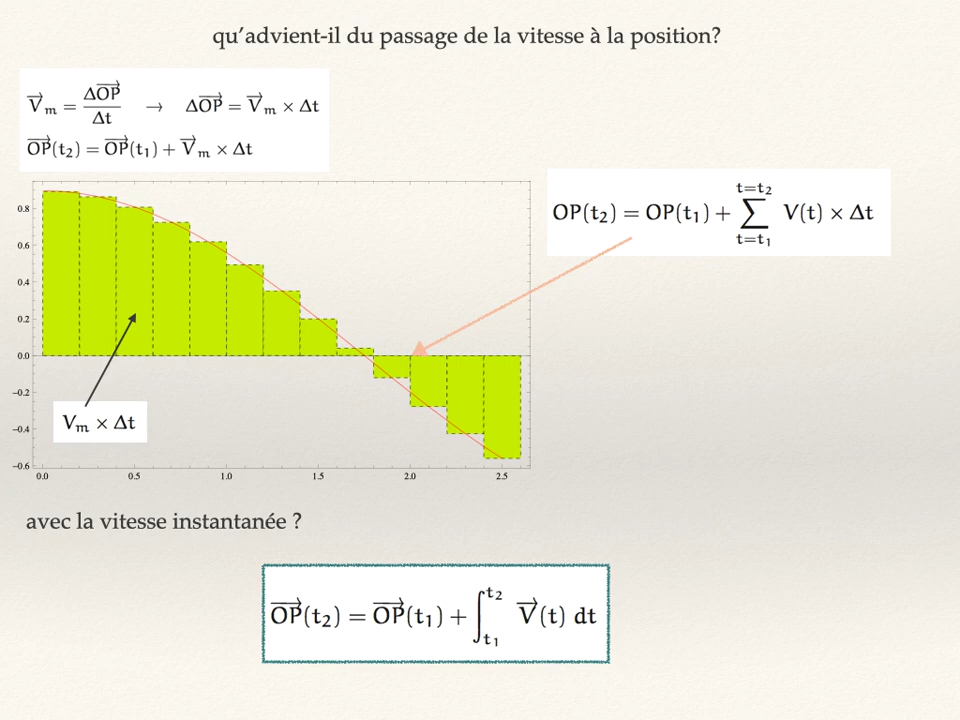 qu’advient-il du passage de la vitesse à la position?
V⃗ₘ = ΔOP⃗ / Δt → ΔOP⃗ = V⃗ₘ × Δt
OP⃗(t₂) = OP⃗(t₁) + V⃗ₘ × Δt
OP(t₂) = OP(t₁) + ∑_{t=t₁}^{t=t₂} V(t) × Δt
0.8
0.6
0.4
0.2
0.0
−0.2
−0.4
−0.6
Vₘ × Δt
0.0 0.5 1.0 1.5 2.0 2.5
avec la vitesse instantanée ?
OP⃗(t₂) = OP⃗(t₁) + ∫_{t₁}^{t₂} V⃗(t) dt